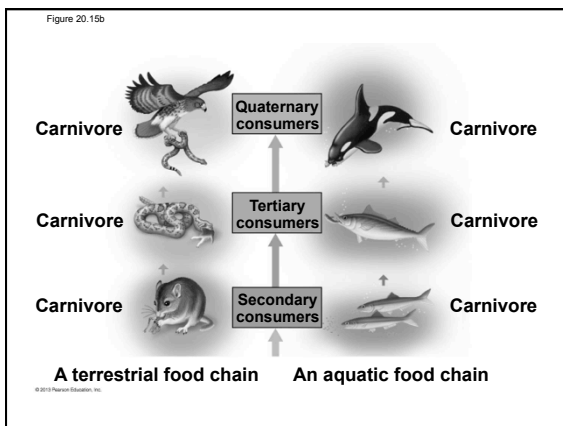 Figure 20.15b
Quaternary
consumers
Carnivore
Carnivore
Tertiary
consumers
Carnivore
Carnivore
Secondary
consumers
Carnivore
Carnivore
A terrestrial food chain
An aquatic food chain
© 2013 Pearson Education, Inc.